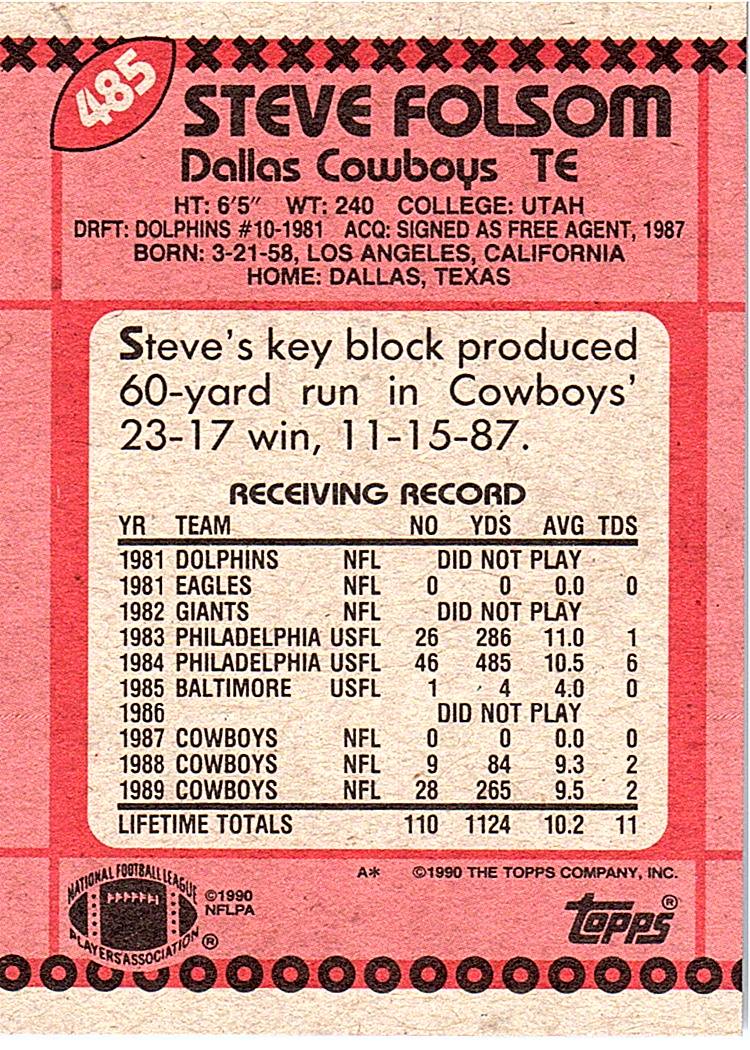 485
STEVE FOLSOM
Dallas Cowboys TE
HT: 6'5" WT: 240 COLLEGE: UTAH
DRFT: DOLPHINS #10-1981 ACQ: SIGNED AS FREE AGENT, 1987
BORN: 3-21-58, LOS ANGELES, CALIFORNIA
HOME: DALLAS, TEXAS
Steve's key block produced
60-yard run in Cowboys'
23-17 win, 11-15-87.
RECEIVING RECORD
YR TEAM NO YDS AVG TDS
1981 DOLPHINS NFL DID NOT PLAY
1981 EAGLES NFL 0 0 0.0 0
1982 GIANTS NFL DID NOT PLAY
1983 PHILADELPHIA USFL 26 286 11.0 1
1984 PHILADELPHIA USFL 46 485 10.5 6
1985 BALTIMORE USFL 1 4 4.0 0
1986 DID NOT PLAY
1987 COWBOYS NFL 0 0 0.0 0
1988 COWBOYS NFL 9 84 9.3 2
1989 COWBOYS NFL 28 265 9.5 2
LIFETIME TOTALS 110 1124 10.2 11
A* ©1990 THE TOPPS COMPANY, INC.
NATIONAL FOOTBALL LEAGUE
PLAYERS ASSOCIATION ®
©1990
NFLPA
topps®